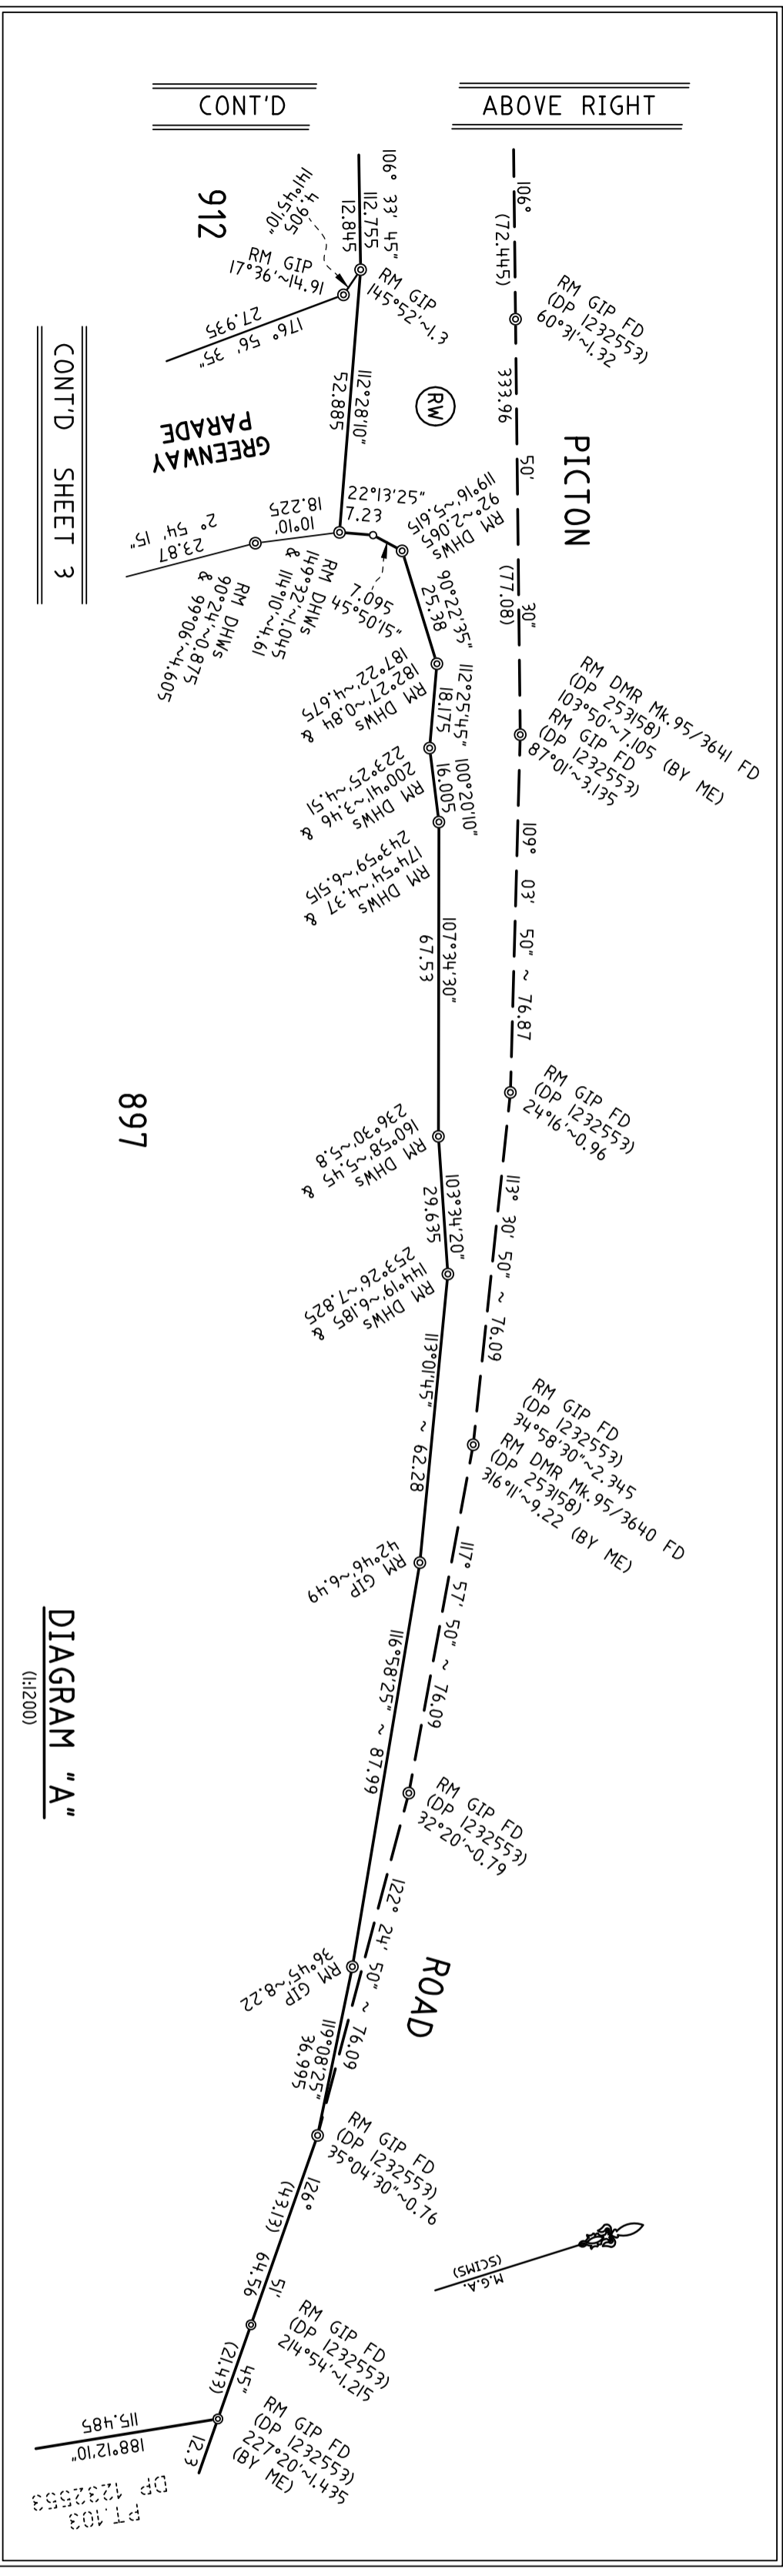 CONT'D
ABOVE RIGHT
106°
(72.445)
333.96
50'
(77.08)
30"
RM GIP FD
(DP 1232553)
60°31'~1.32
PICTON
RM DMR Mk.95/3641 FD
(DP 253158)
103°50'~7.105 (BY ME)
RM GIP FD
(DP 1232553)
87°01'~3.135
109° 03' 50" ~ 76.87
RM GIP FD
(DP 1232553)
24°16'~0.96
113° 30' 50" ~ 76.09
RM GIP FD
(DP 1232553)
34°58'30"~2.345
RM DMR Mk.95/3640 FD
(DP 253158)
316°11'~9.22 (BY ME)
117° 57' 50" ~ 76.09
RM GIP FD
(DP 1232553)
32°20'~0.79
122° 24' 50" ~ 76.09
ROAD
RM GIP FD
(DP 1232553)
35°04'30"~0.76
126° 51' 45"
(43.13) 64.56 (21.43)
RM GIP FD
(DP 1232553)
214°54'~1.215
RM GIP FD
(DP 1232553)
227°20'~1.435
(BY ME)
12.3
188°12'10"
115.485
PT.103
DP 1232553
M.G.A.
(SCIMS)
106° 33' 45"
112.755
12.845
RM GIP
145°52'~1.3
912
141°45'10"
4.905
RM GIP
17°36'~14.91
176° 56' 35"
27.935
112°28'10"
52.885
RW
GREENWAY
PARADE
22°13'25"
7.23
7.095
45°50'15"
RM DHWs
92°~2.065
119°16'~5.615
10°10'
18.225
2° 54' 15"
23.87
RM DHWs
149°32'~1.045
& 114°10'~4.61
RM DHWs
90°24'~0.875
& 99°06'~4.605
90°22'35"
25.38
RM DHWs
182°27'~0.84 &
187°22'~4.675
112°25'45"
18.175
RM DHWs
200°41'~3.46 &
223°25'~4.51
100°20'10"
16.005
RM DHWs
174°54'~4.37 &
243°59'~6.515
107°34'30"
67.53
RM DHWs
160°58'~5.45 &
236°30'~5.8
103°34'20"
29.635
RM DHWs
144°19'~6.185 &
253°26'~7.825
113°01'45" ~ 62.28
RM GIP
42°46'~6.49
116°58'25" ~ 87.99
RM GIP
36°45'~8.22
119°08'25"
36.995
CONT'D SHEET 3
897
DIAGRAM "A"
(1:1200)